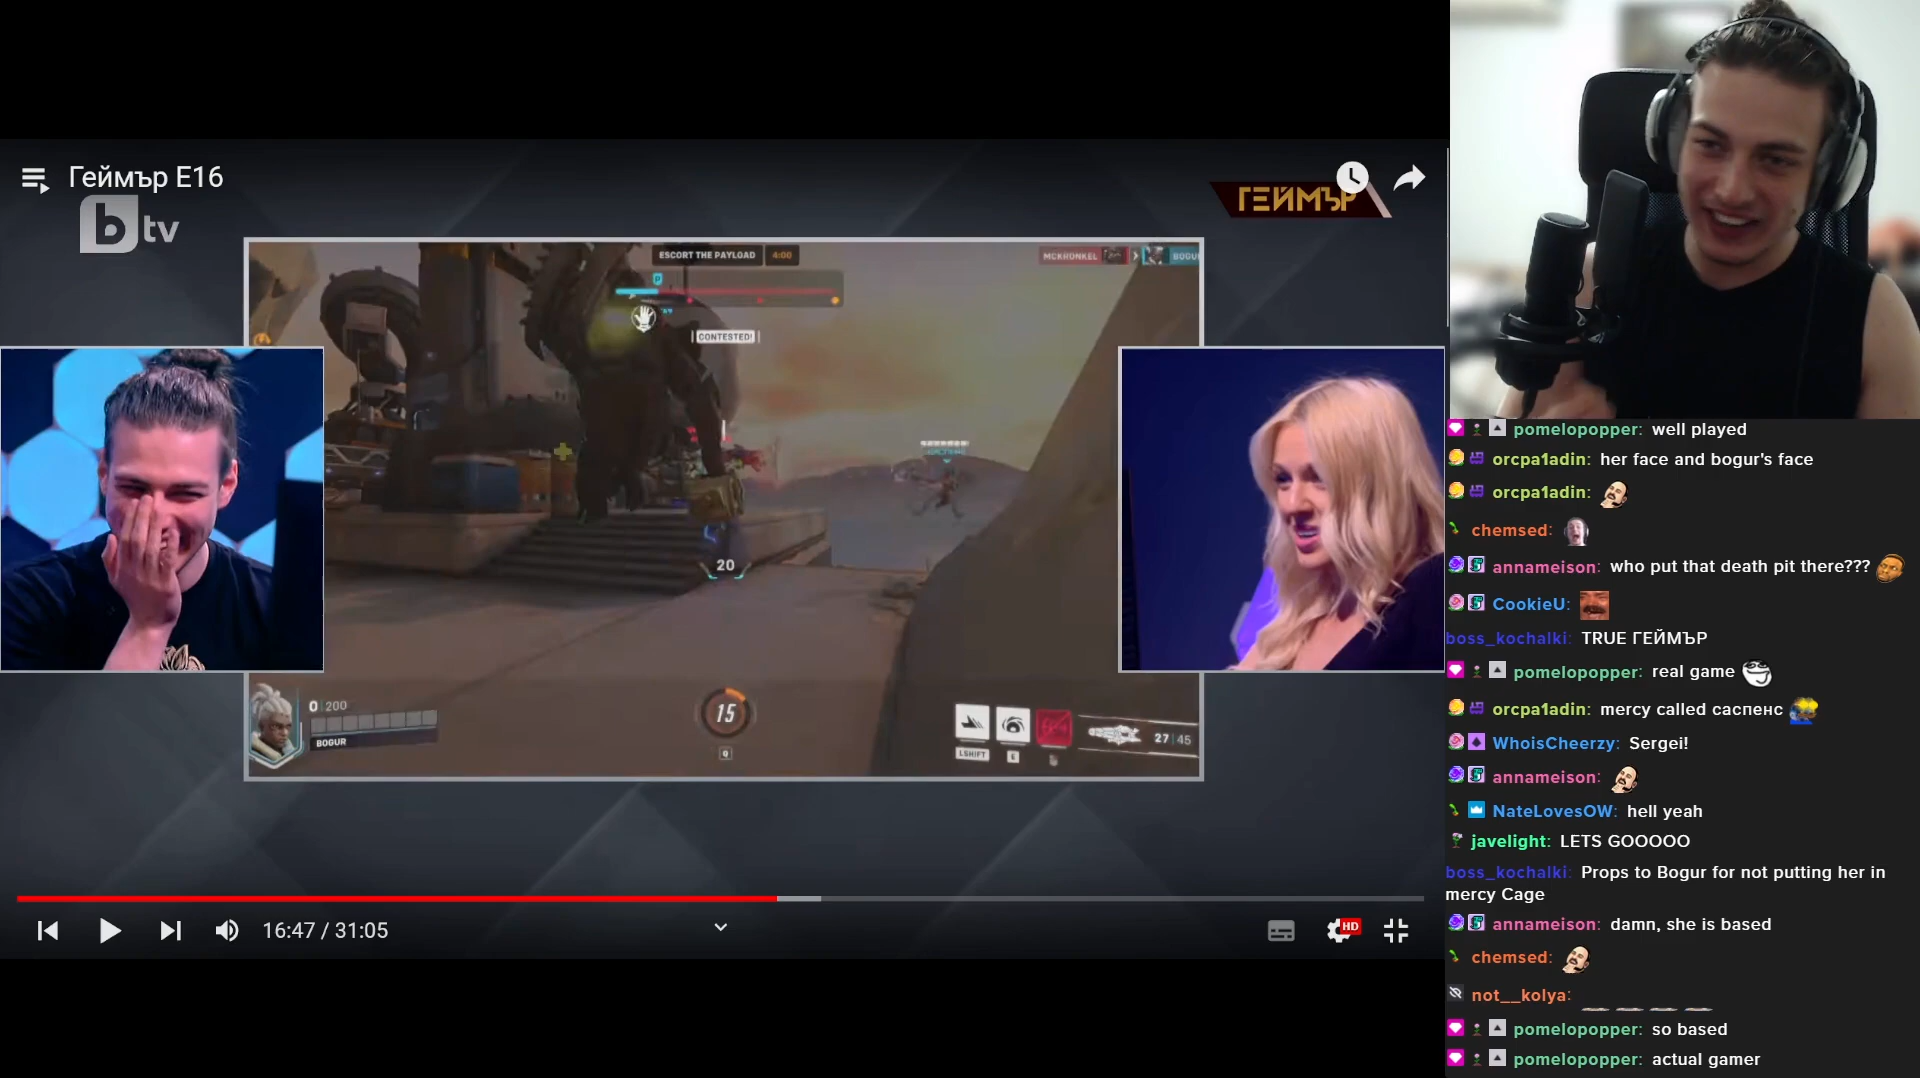 Геймър E16
btv
ГЕЙМЪР
ESCORT THE PAYLOAD 4:00
MCKRONKEL
BOGU
CONTESTED!
20
0 | 200
BOGUR
15
Q
LSHIFT
E
27 | 45
16:47 / 31:05
HD
pomelopopper: well played
orcpa1adin: her face and bogur's face
orcpa1adin:
chemsed:
annameison: who put that death pit there???
CookieU:
boss_kochalki: TRUE ГЕЙМЪР
pomelopopper: real game
orcpa1adin: mercy called саспенс
WhoisCheerzy: Sergei!
annameison:
NateLovesOW: hell yeah
javelight: LETS GOOOOO
boss_kochalki: Props to Bogur for not putting her in
mercy Cage
annameison: damn, she is based
chemsed:
not__kolya:
pomelopopper: so based
pomelopopper: actual gamer